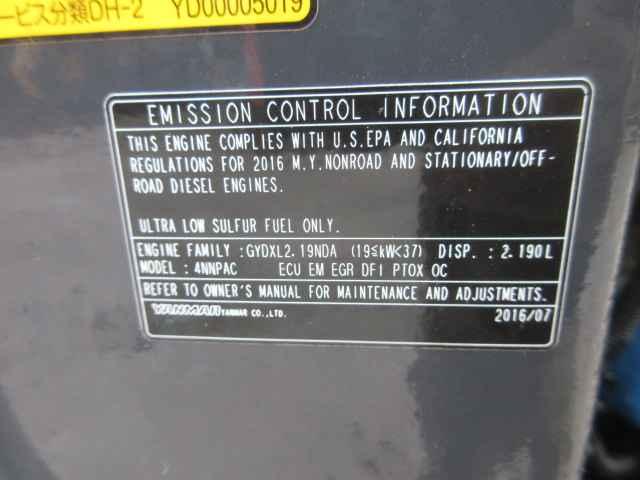 ービス分類DH-2 YD00005019
EMISSION CONTROL INFORMATION
THIS ENGINE COMPLIES WITH U.S.EPA AND CALIFORNIA
REGULATIONS FOR 2016 M.Y.NONROAD AND STATIONARY/OFF-
ROAD DIESEL ENGINES.
ULTRA LOW SULFUR FUEL ONLY.
ENGINE FAMILY : GYDXL2.19NDA (19≦kW<37) DISP. : 2.190L
MODEL : 4NNPAC ECU EM EGR DFI PTOX OC
REFER TO OWNER'S MANUAL FOR MAINTENANCE AND ADJUSTMENTS.
YANMAR YANMAR CO.,LTD. 2016/07